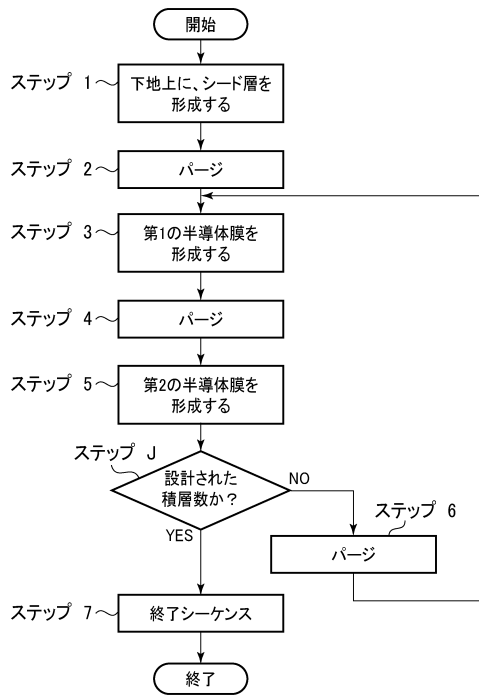 開始
ステップ 1
下地上に、シード層を
形成する
ステップ 2
パージ
ステップ 3
第1の半導体膜を
形成する
ステップ 4
パージ
ステップ 5
第2の半導体膜を
形成する
ステップ J
設計された
積層数か?
NO
YES
ステップ 6
パージ
ステップ 7
終了シーケンス
終了